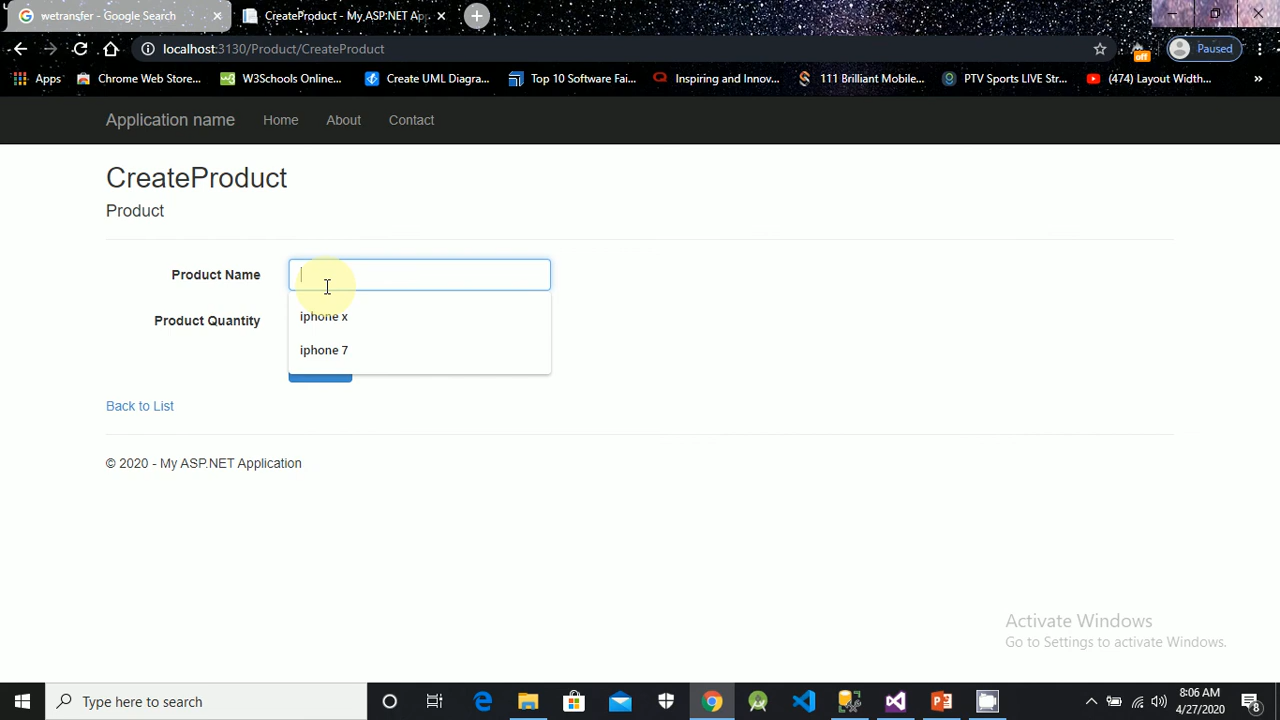 wetransfer - Google Search
CreateProduct - My ASP.NET Ap
localhost:3130/Product/CreateProduct
Paused
Apps
Chrome Web Store...
W3Schools Online...
Create UML Diagra...
Top 10 Software Fai...
Inspiring and Innov...
111 Brilliant Mobile...
PTV Sports LIVE Str...
(474) Layout Width...
»
off
Application name
Home
About
Contact
CreateProduct
Product
Product Name
iphone x
Product Quantity
iphone 7
Back to List
© 2020 - My ASP.NET Application
Activate Windows
Go to Settings to activate Windows.
Type here to search
8:06 AM
4/27/2020
8